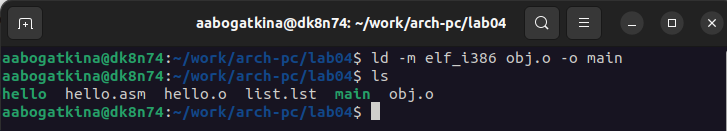 aabogatkina@dk8n74:~/work/arch-pc/lab04
aabogatkina@dk8n74:~/work/arch-pc/lab04$ ld -m elf_i386 obj.o -o main
aabogatkina@dk8n74:~/work/arch-pc/lab04$ ls
hello  hello.asm  hello.o  list.lst  main  obj.o
aabogatkina@dk8n74:~/work/arch-pc/lab04$